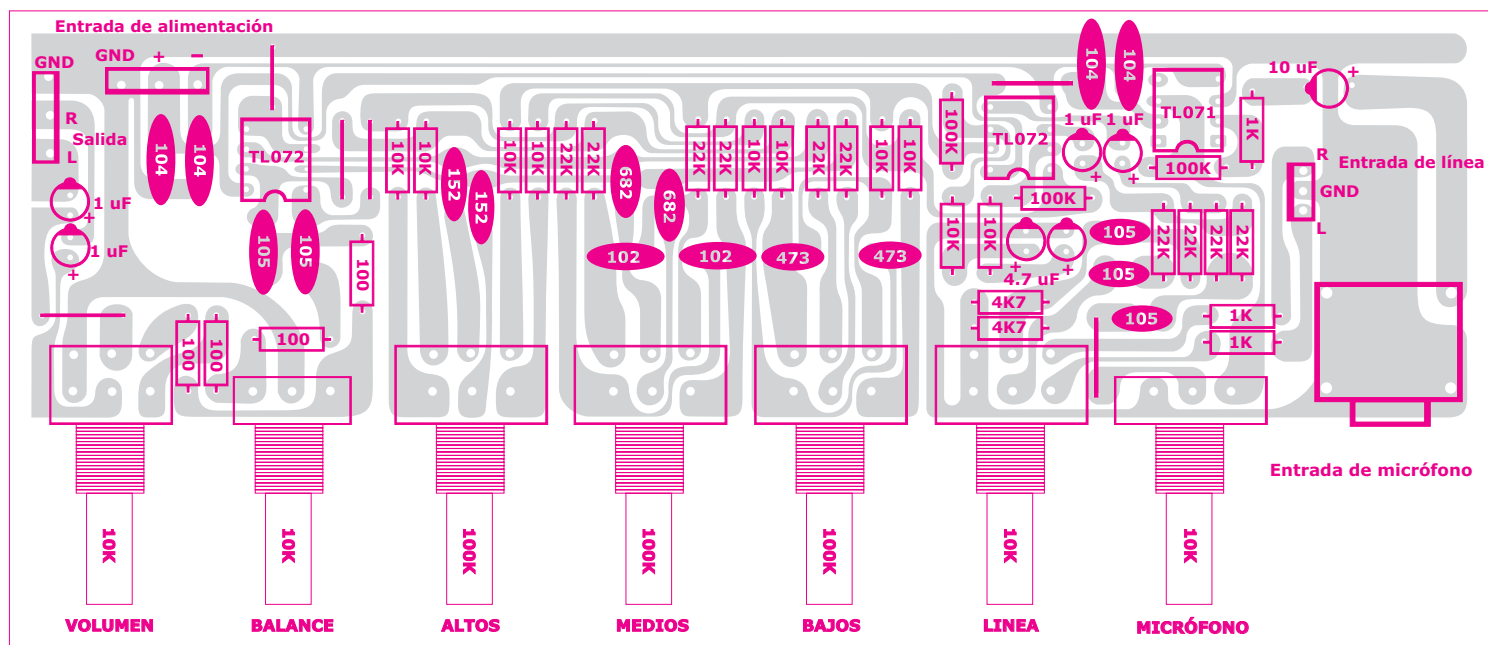 Entrada de alimentación
GND
GND + −
R
Salida
L
1 uF
+
1 uF
+
104
104
TL072
105
105
100
100
100
100
10K
10K
152
152
10K
10K
22K
22K
682
682
102
102
22K
22K
10K
10K
473
22K
22K
10K
10K
473
100K
TL072
104
104
1 uF
1 uF
+
+
TL071
100K
1K
10 uF
+
R
Entrada de línea
GND
L
100K
10K
10K
+
+
4.7 uF
4K7
4K7
105
105
105
22K
22K
22K
22K
1K
1K
Entrada de micrófono
10K
10K
100K
100K
100K
10K
10K
VOLUMEN
BALANCE
ALTOS
MEDIOS
BAJOS
LINEA
MICRÓFONO